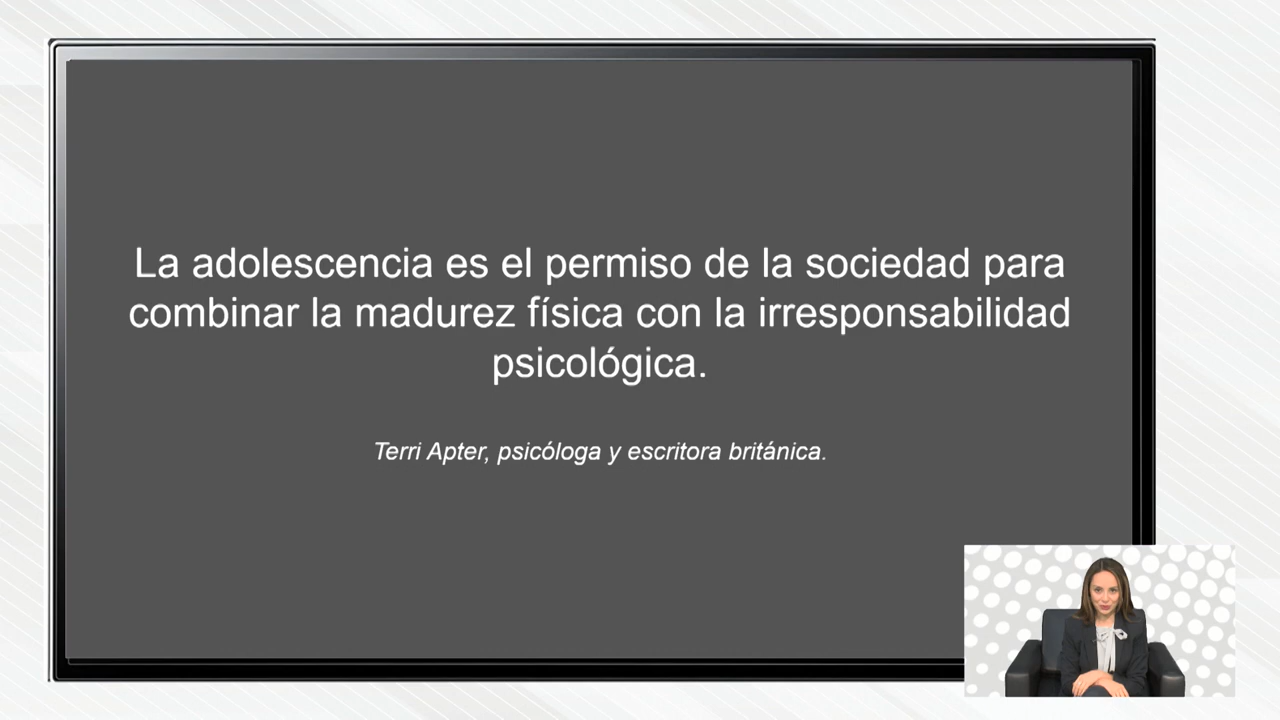 La adolescencia es el permiso de la sociedad para
combinar la madurez física con la irresponsabilidad
psicológica.
Terri Apter, psicóloga y escritora británica.